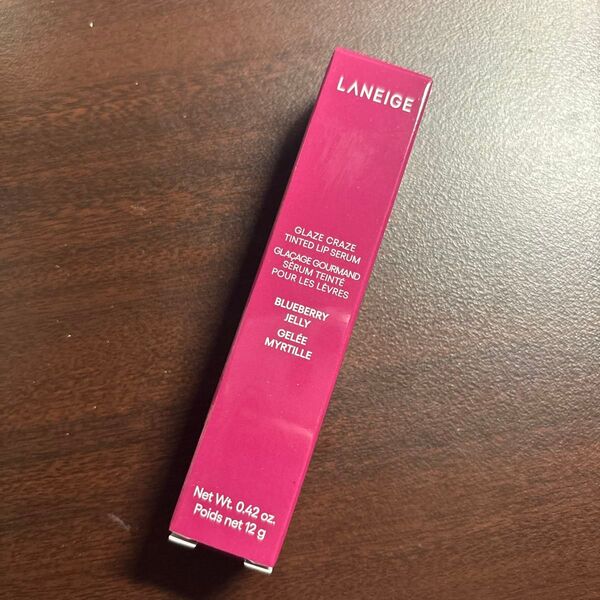 LANEIGE
GLAZE CRAZE
TINTED LIP SERUM
GLAÇAGE GOURMAND
SÉRUM TEINTÉ
POUR LES LÈVRES
BLUEBERRY
JELLY
GELÉE
MYRTILLE
Net Wt. 0.42 oz.
Poids net 12 g